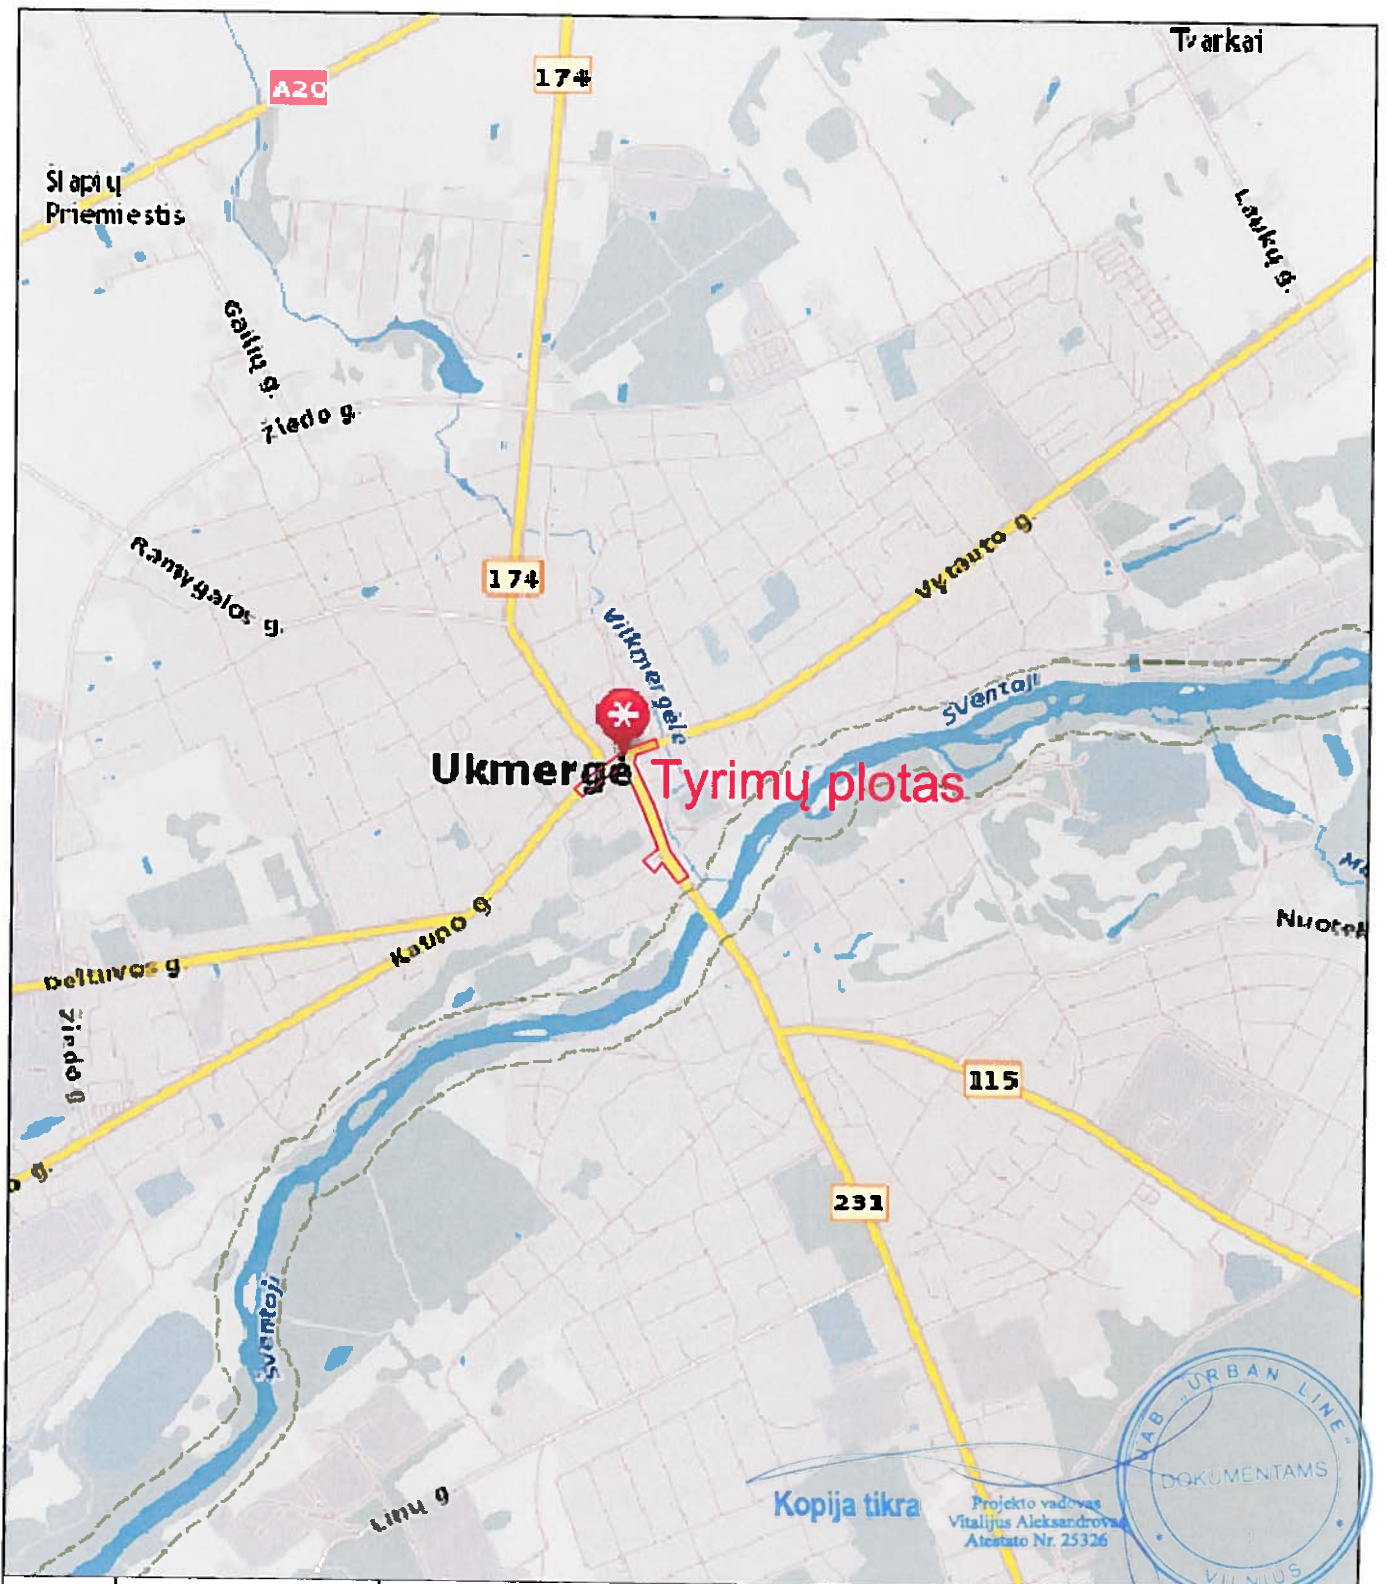 Tvarkai
A20
174
Šlapių
Priemiestis
Laukų g.
Gailių g.
Žiedo g.
Ramygalos g.
174
Vytauto g.
Vilkmergėlė
Šventoji
Ukmergė
Tyrimų plotas
Kauno g
Deltuvos g.
Žiedo g
115
231
g.
Šventoji
Linų g
Kopija tikra
Projekto vadovas
Vitalijus Aleksandrovas
Atestato Nr. 25326
UAB „URBAN LINE“
DOKUMENTAMS
* VILNIUS *